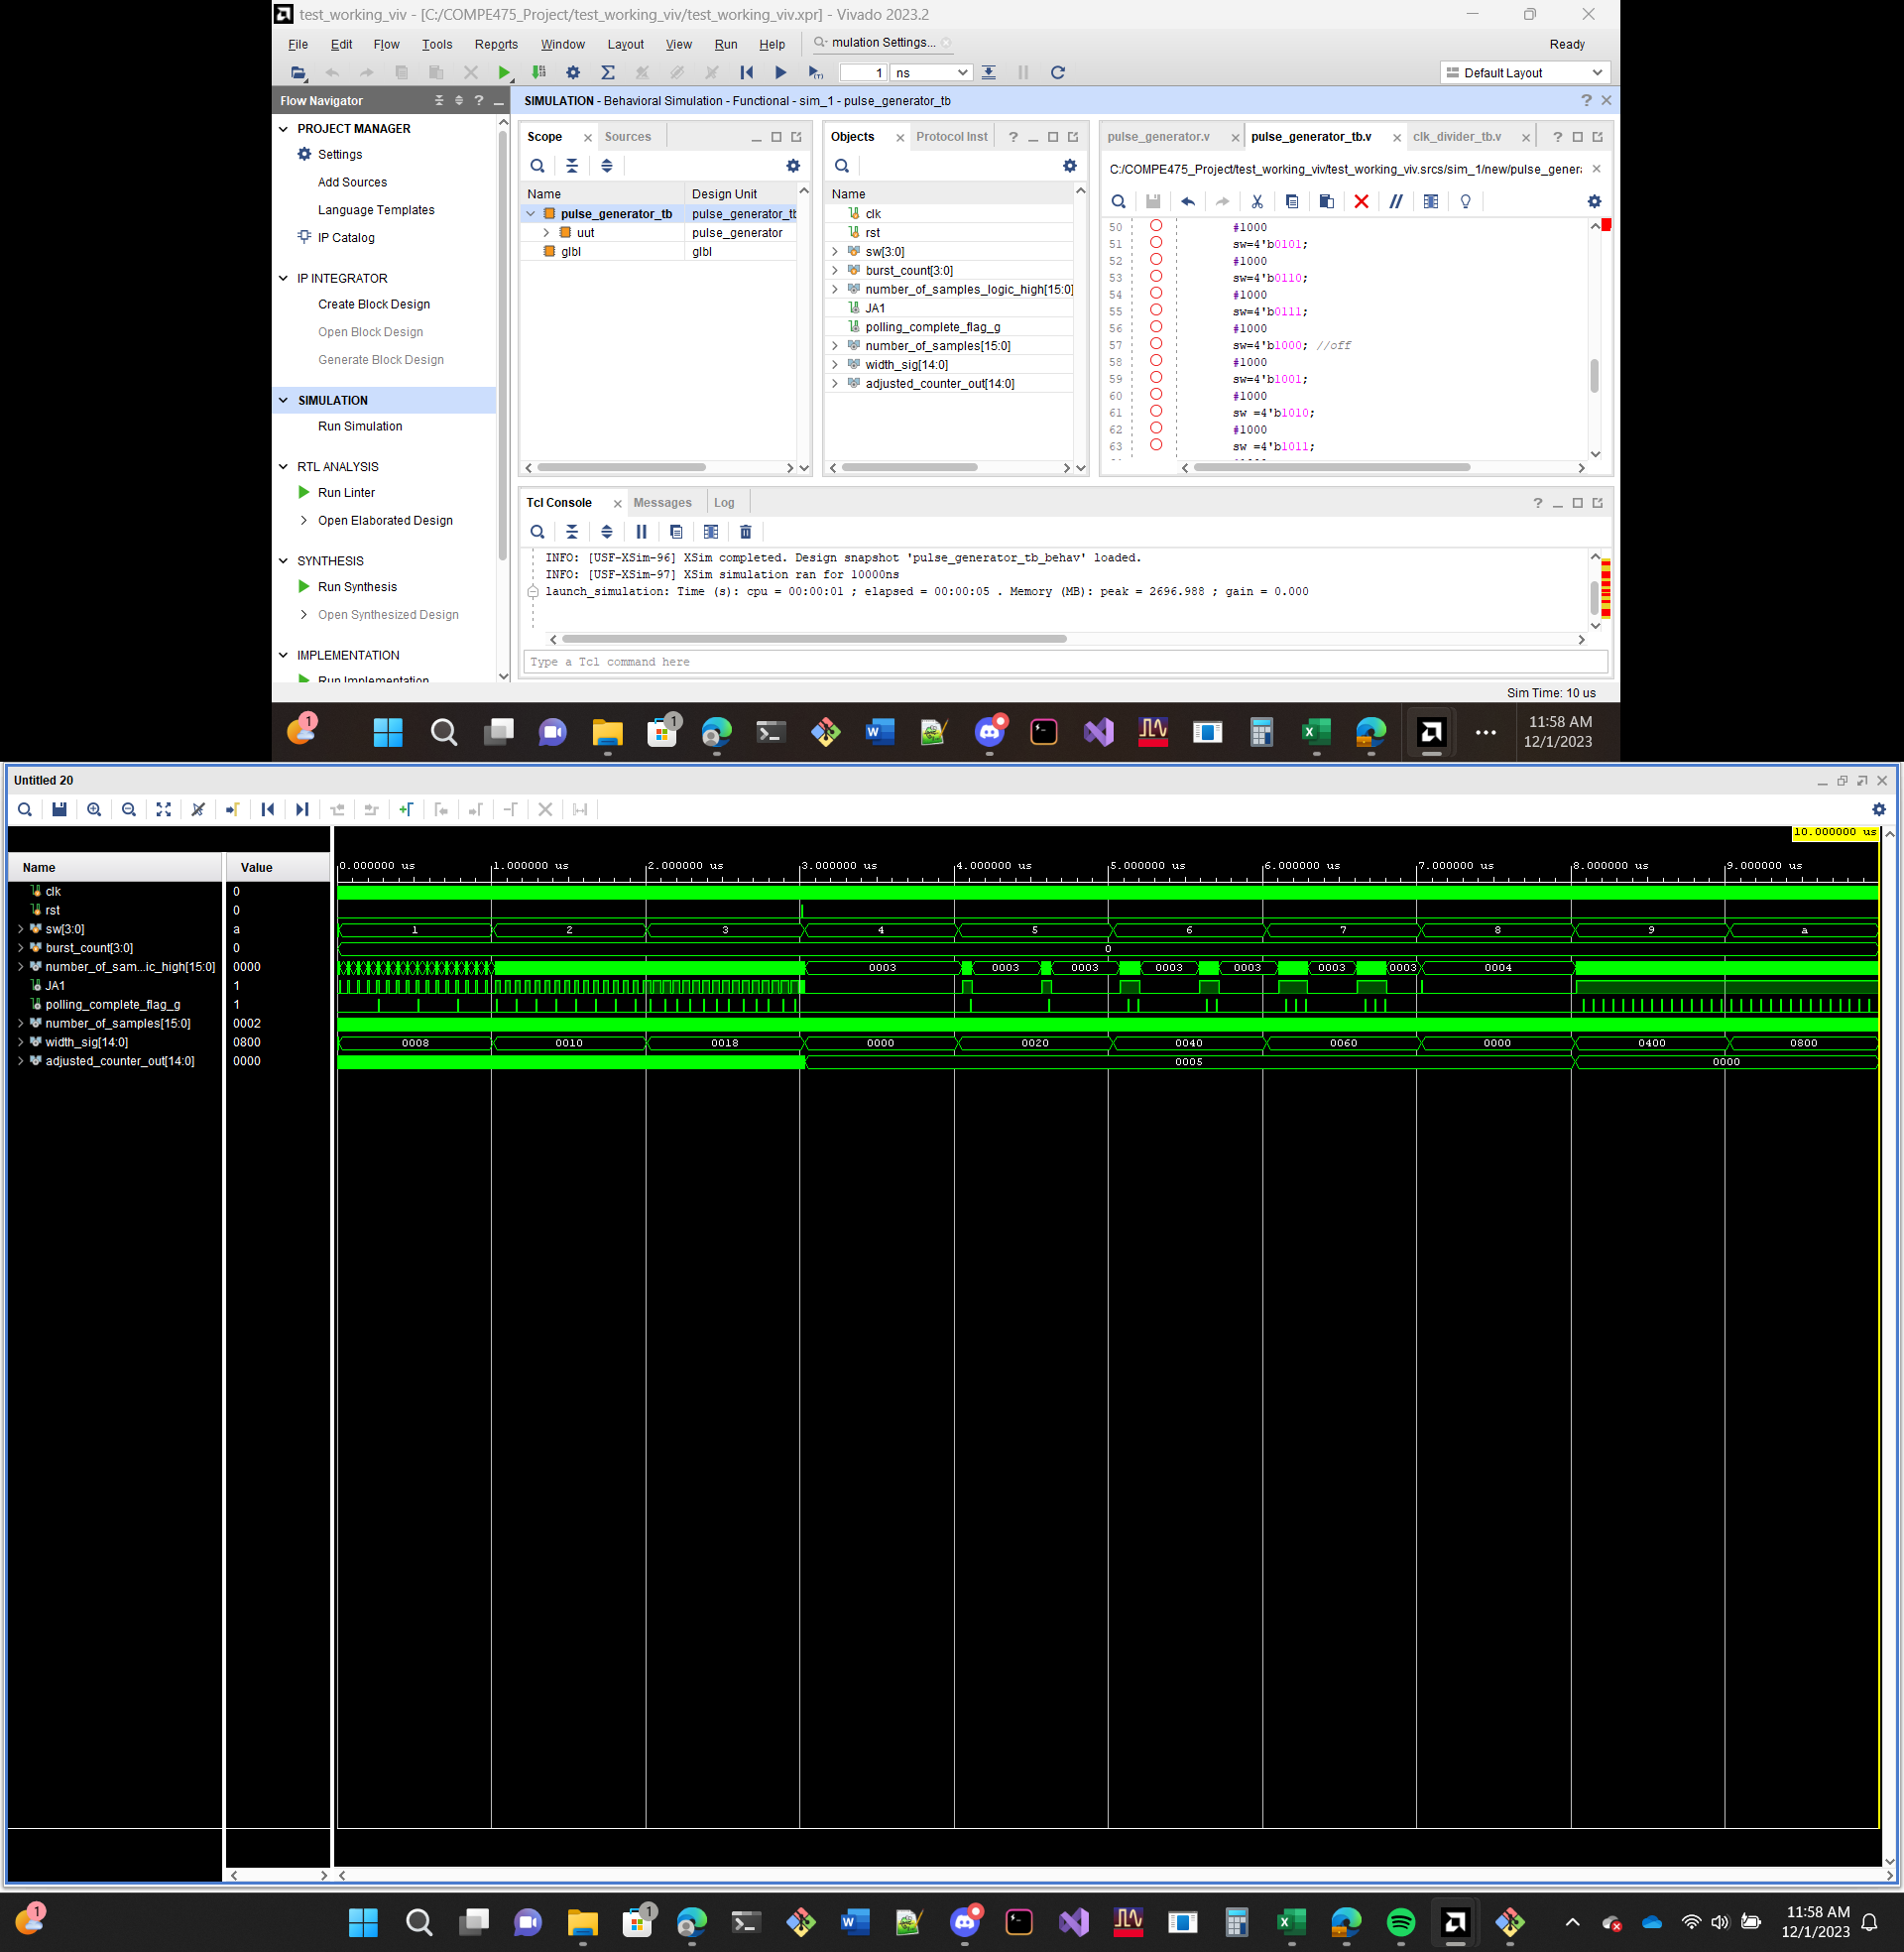 test_working_viv - [C:/COMPE475_Project/test_working_viv/test_working_viv.xpr] - Vivado 2023.2
File Edit Flow Tools Reports Window Layout View Run Help mulation Settings... Ready
1 ns Default Layout
Flow Navigator
SIMULATION - Behavioral Simulation - Functional - sim_1 - pulse_generator_tb
PROJECT MANAGER
Settings
Add Sources
Language Templates
IP Catalog
IP INTEGRATOR
Create Block Design
Open Block Design
Generate Block Design
SIMULATION
Run Simulation
RTL ANALYSIS
Run Linter
Open Elaborated Design
SYNTHESIS
Run Synthesis
Open Synthesized Design
IMPLEMENTATION
Run Implementation
Scope Sources
Name Design Unit
pulse_generator_tb pulse_generator_tb
uut pulse_generator
glbl glbl
Objects Protocol Inst
Name
clk
rst
sw[3:0]
burst_count[3:0]
number_of_samples_logic_high[15:0]
JA1
polling_complete_flag_g
number_of_samples[15:0]
width_sig[14:0]
adjusted_counter_out[14:0]
pulse_generator.v pulse_generator_tb.v clk_divider_tb.v
C:/COMPE475_Project/test_working_viv/test_working_viv.srcs/sim_1/new/pulse_genera
50 #1000
51 sw=4'b0101;
52 #1000
53 sw=4'b0110;
54 #1000
55 sw=4'b0111;
56 #1000
57 sw=4'b1000; //off
58 #1000
59 sw=4'b1001;
60 #1000
61 sw =4'b1010;
62 #1000
63 sw =4'b1011;
Tcl Console Messages Log
INFO: [USF-XSim-96] XSim completed. Design snapshot 'pulse_generator_tb_behav' loaded.
INFO: [USF-XSim-97] XSim simulation ran for 10000ns
launch_simulation: Time (s): cpu = 00:00:01 ; elapsed = 00:00:05 . Memory (MB): peak = 2696.988 ; gain = 0.000
Type a Tcl command here
Sim Time: 10 us
1 1 11:58 AM
12/1/2023
Untitled 20
10.000000 us
Name Value 0.000000 us 1.000000 us 2.000000 us 3.000000 us 4.000000 us 5.000000 us 6.000000 us 7.000000 us 8.000000 us 9.000000 us
clk 0
rst 0
sw[3:0] a 1 2 3 4 5 6 7 8 9 a
burst_count[3:0] 0 0
number_of_sam...ic_high[15:0] 0000 0003 0003 0003 0003 0003 0003 0003 0004
JA1 1
polling_complete_flag_g 1
number_of_samples[15:0] 0002
width_sig[14:0] 0800 0008 0010 0018 0000 0020 0040 0060 0000 0400 0800
adjusted_counter_out[14:0] 0000 0005 0000
1 1 11:58 AM
12/1/2023